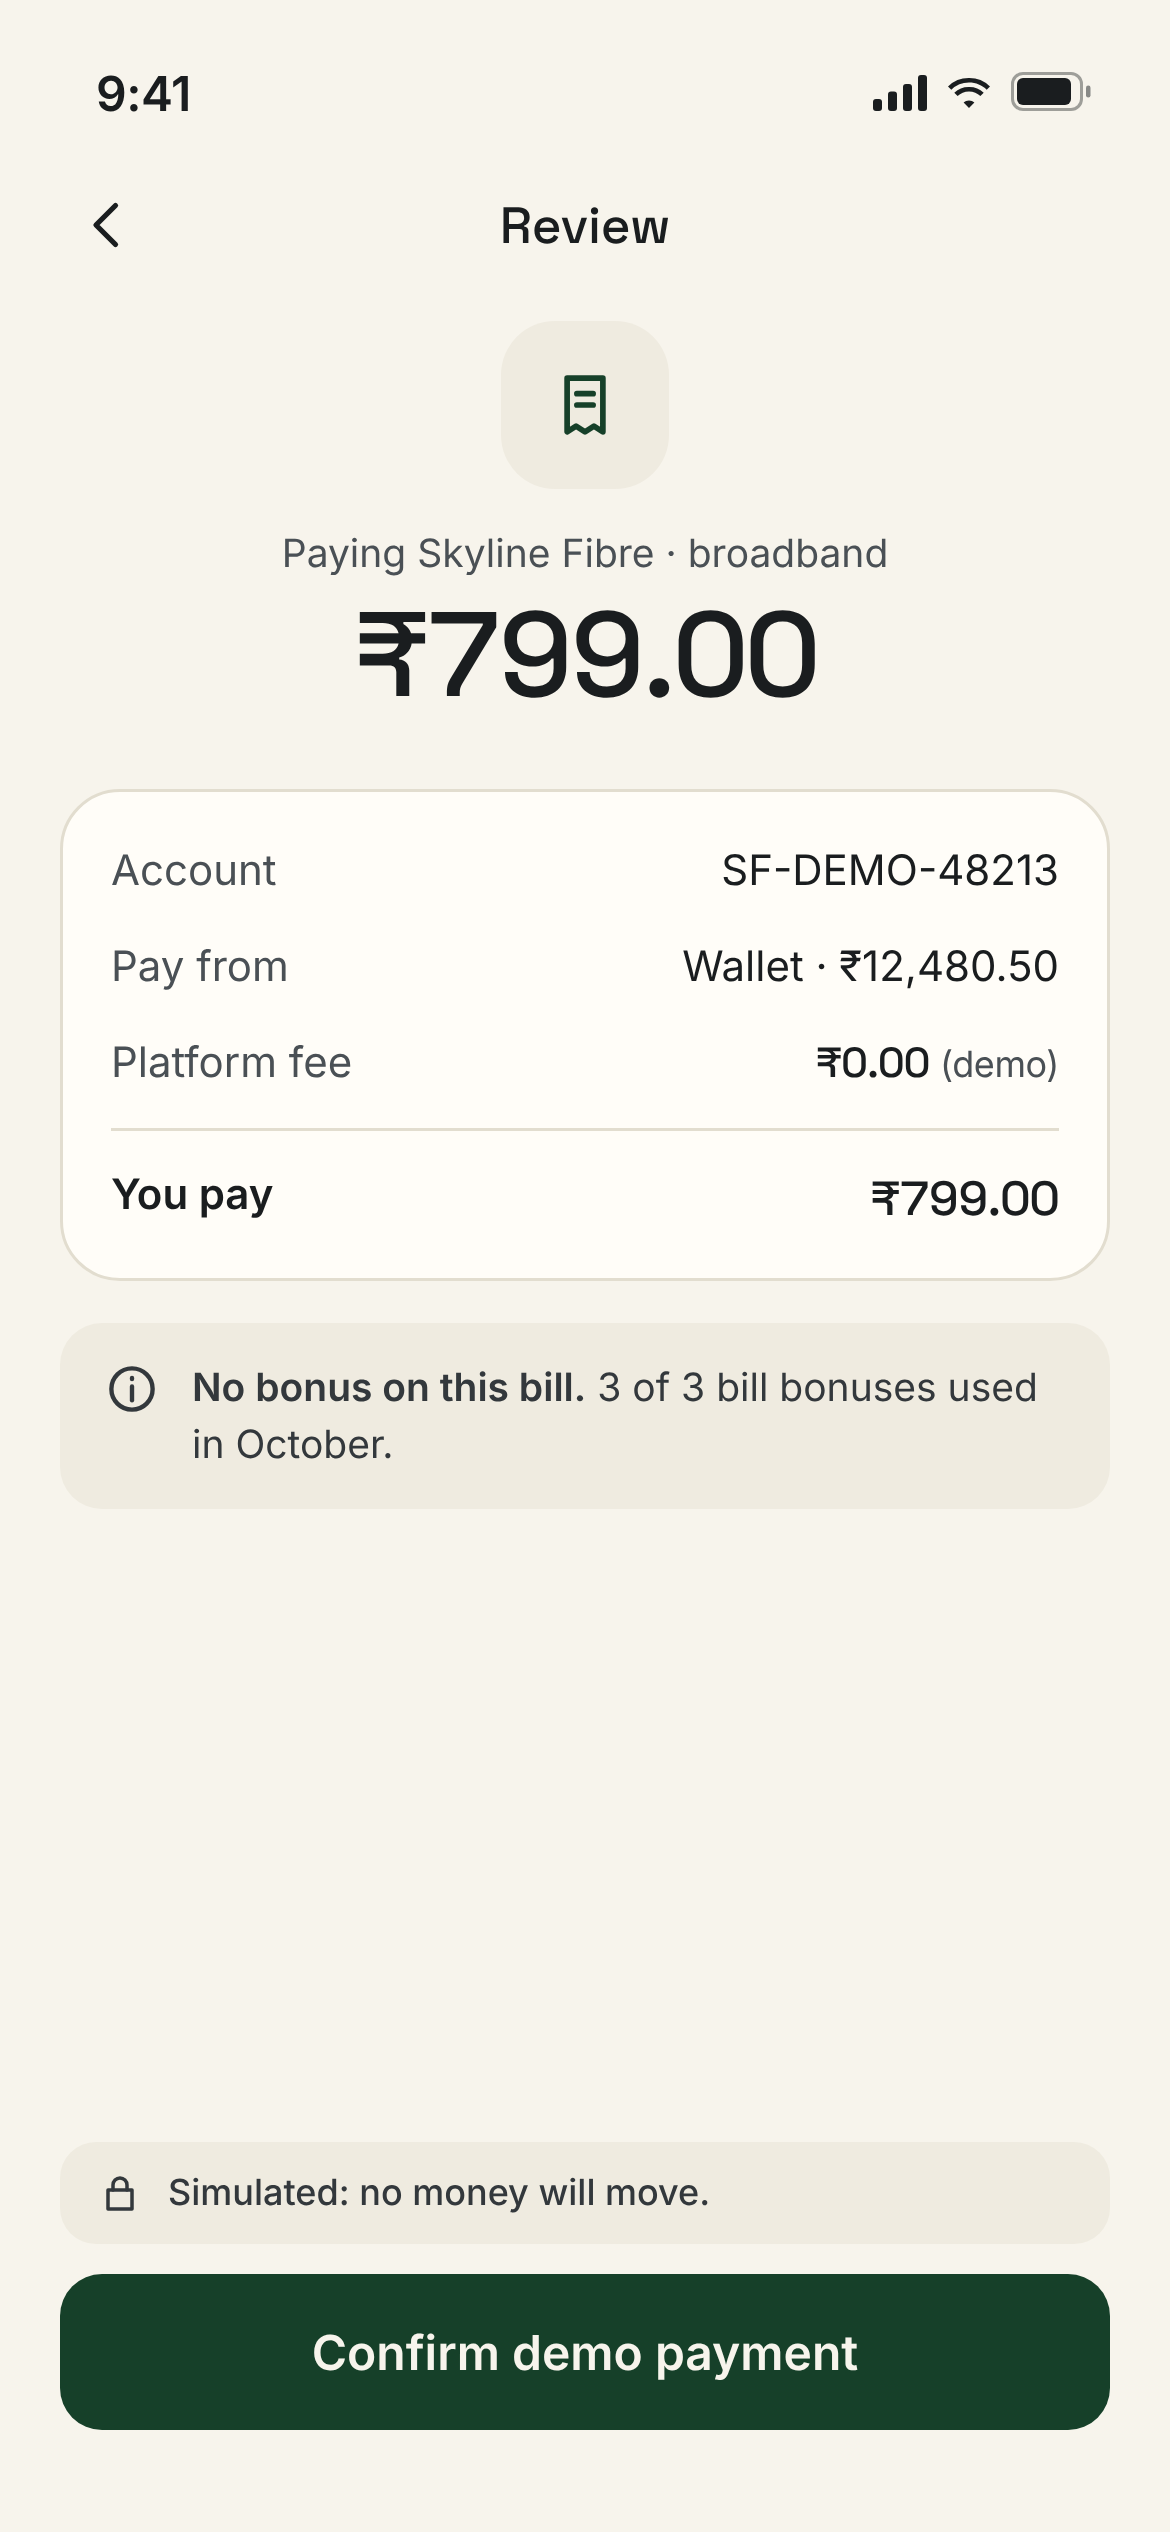 9:41
Review
Paying Skyline Fibre · broadband
₹799.00
Account SF-DEMO-48213
Pay from Wallet · ₹12,480.50
Platform fee ₹0.00 (demo)
You pay ₹799.00
No bonus on this bill. 3 of 3 bill bonuses used
in October.
Simulated: no money will move.
Confirm demo payment